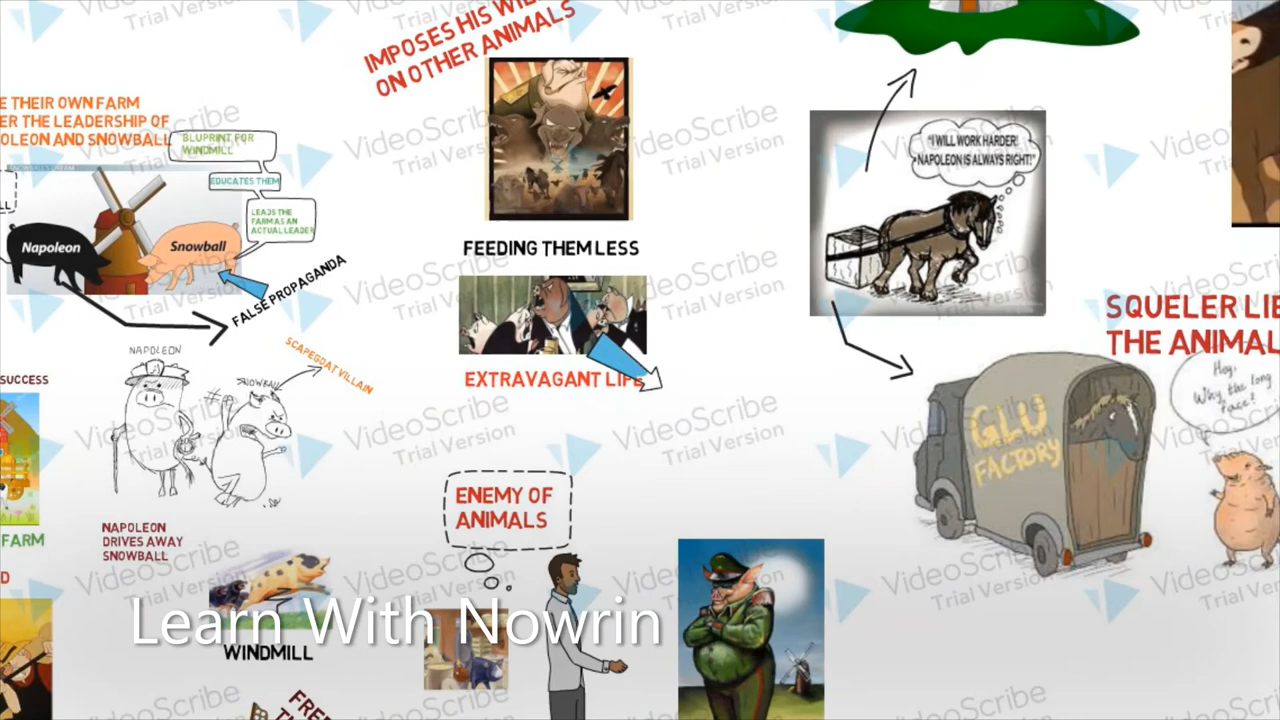 IMPOSES HIS WILL
ON OTHER ANIMALS
E THEIR OWN FARM
ER THE LEADERSHIP OF
OLEON AND SNOWBALL
BLUPRINT FOR
WINDMILL
EDUCATES THEM
LEADS THE
FARM AS AN
ACTUAL LEADER
Napoleon
Snowball
FALSE PROPAGANDA
NAPOLEON
SNOWBALL
SCAPEGOAT VILLAIN
SUCCESS
FARM
D
NAPOLEON
DRIVES AWAY
SNOWBALL
WINDMILL
FEEDING THEM LESS
EXTRAVAGANT LIFE
ENEMY OF
ANIMALS
"I WILL WORK HARDER!
NAPOLEON IS ALWAYS RIGHT!"
SQUELER LIE
THE ANIMAL
GLU
FACTORY
Hey,
Why the long
face?
Learn With Nowrin
VideoScribe
Trial Version